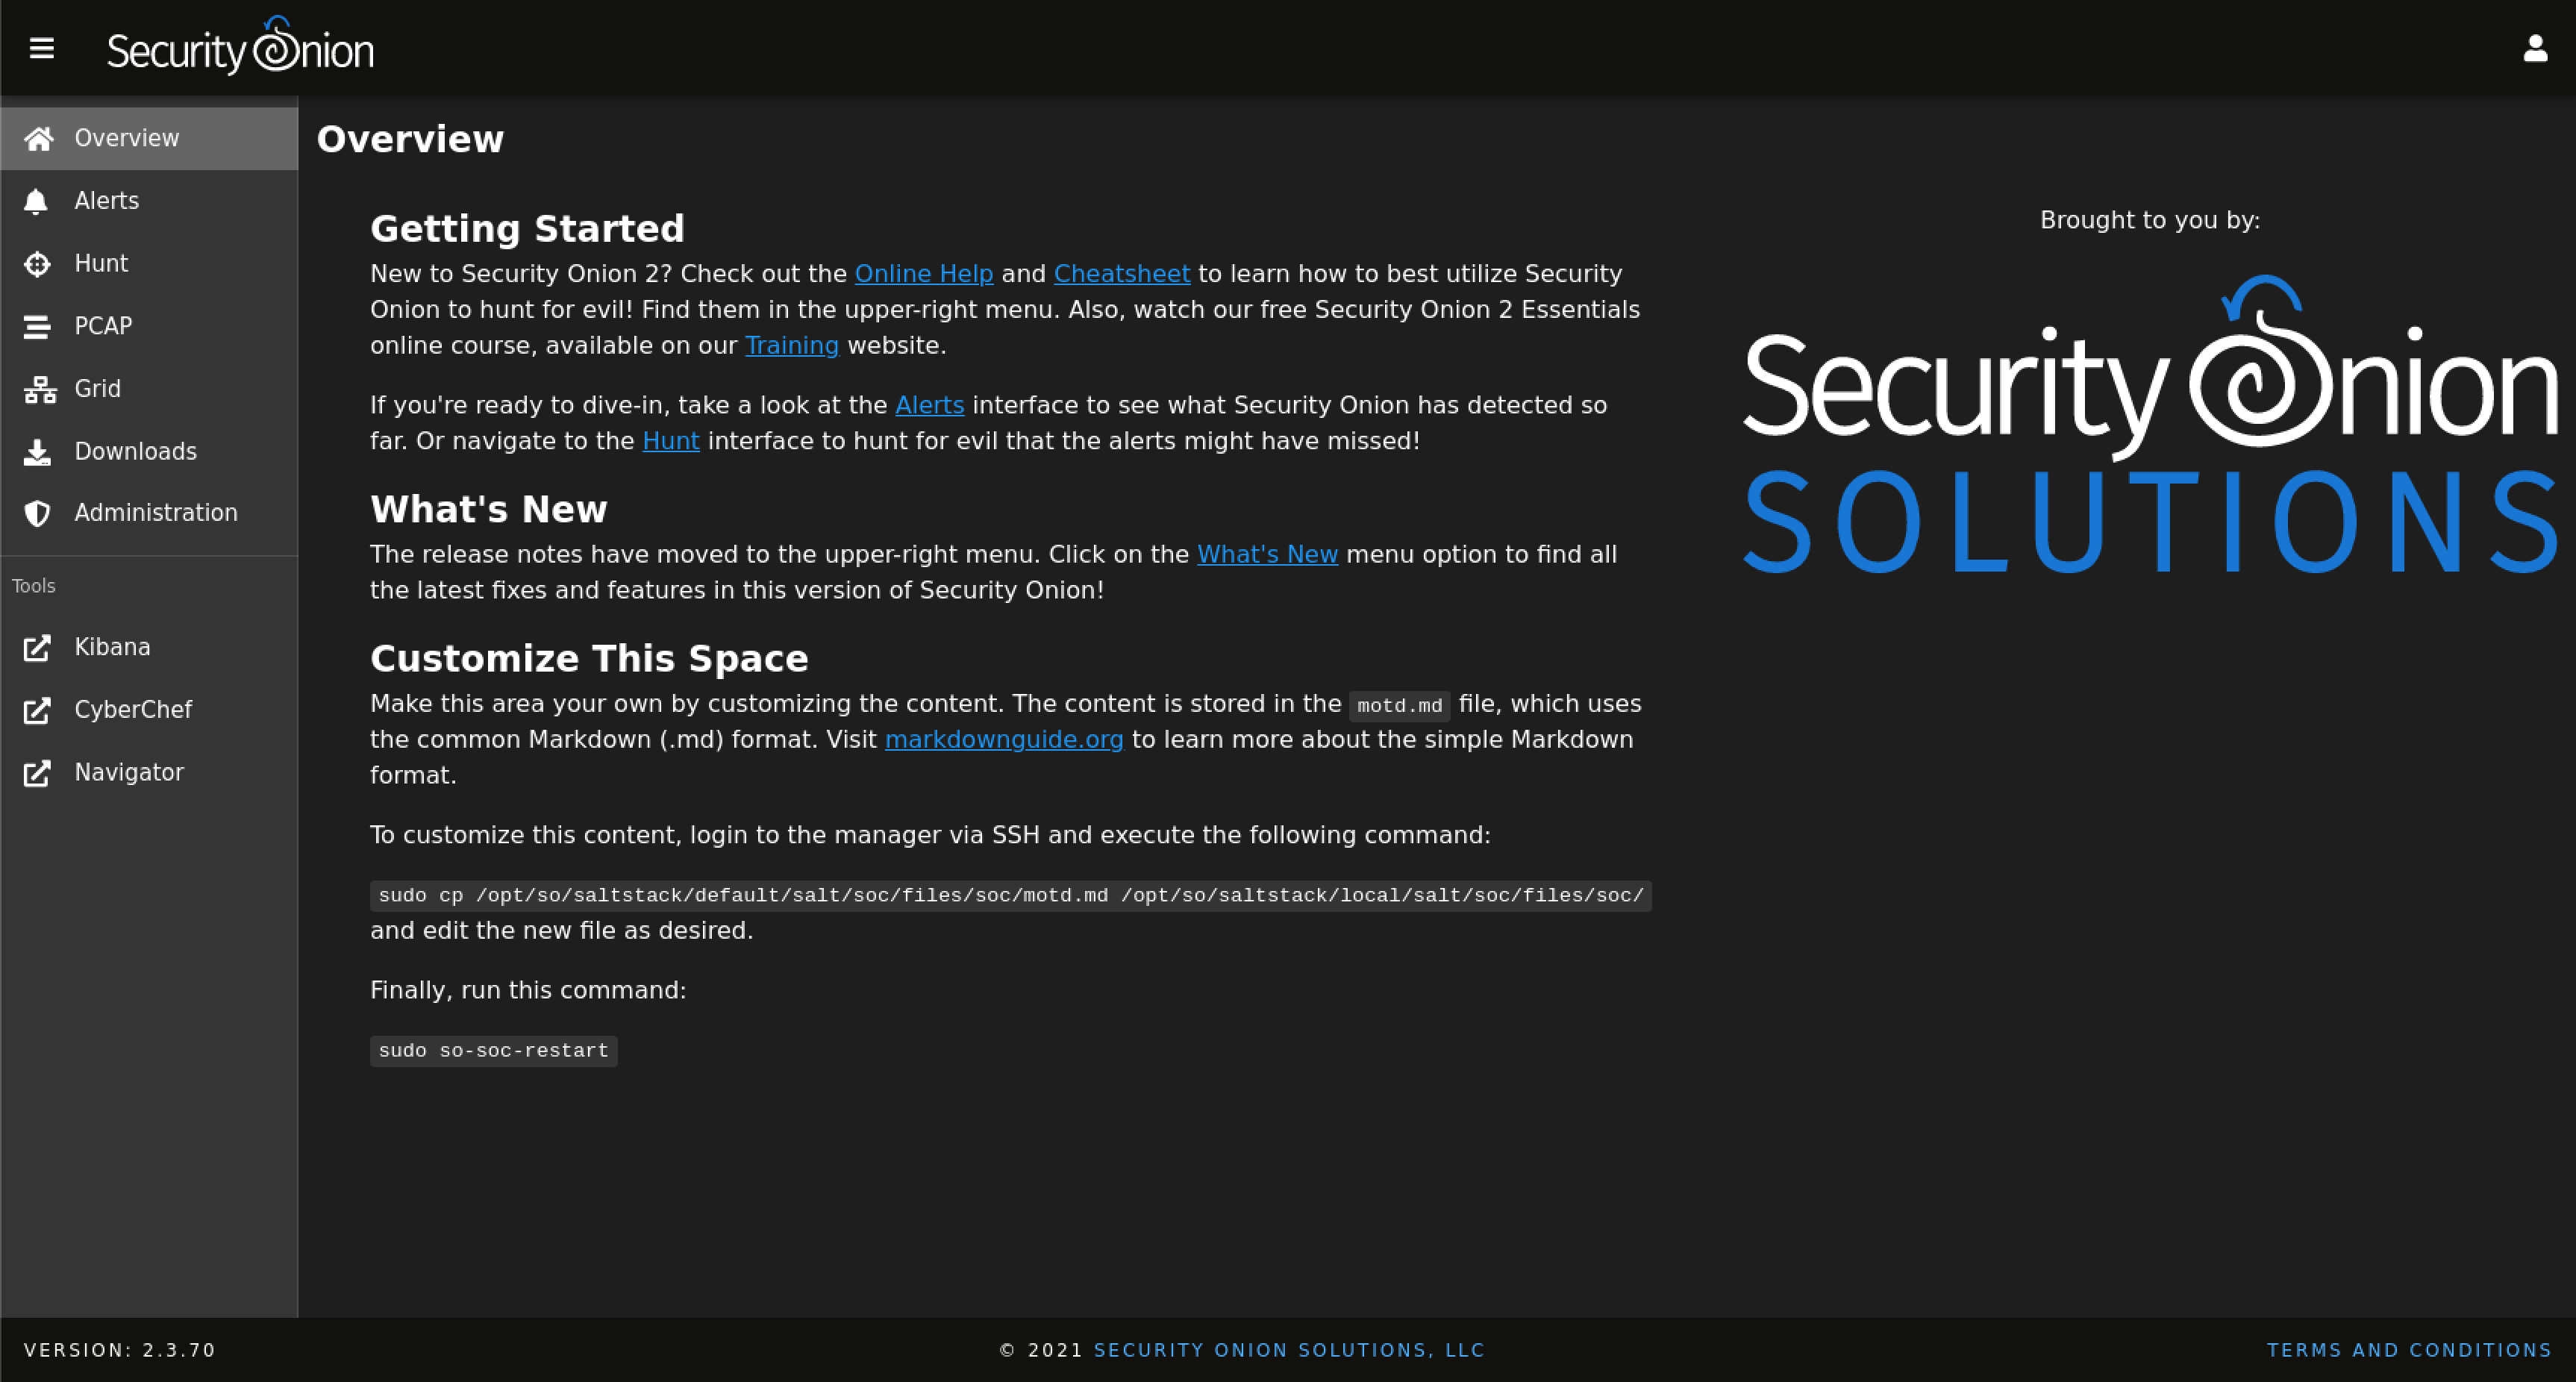 Security Onion
Overview
Alerts
Hunt
PCAP
Grid
Downloads
Administration
Tools
Kibana
CyberChef
Navigator
Overview
Getting Started
New to Security Onion 2? Check out the Online Help and Cheatsheet to learn how to best utilize Security
Onion to hunt for evil! Find them in the upper-right menu. Also, watch our free Security Onion 2 Essentials
online course, available on our Training website.
If you're ready to dive-in, take a look at the Alerts interface to see what Security Onion has detected so
far. Or navigate to the Hunt interface to hunt for evil that the alerts might have missed!
What's New
The release notes have moved to the upper-right menu. Click on the What's New menu option to find all
the latest fixes and features in this version of Security Onion!
Customize This Space
Make this area your own by customizing the content. The content is stored in the motd.md file, which uses
the common Markdown (.md) format. Visit markdownguide.org to learn more about the simple Markdown
format.
To customize this content, login to the manager via SSH and execute the following command:
sudo cp /opt/so/saltstack/default/salt/soc/files/soc/motd.md /opt/so/saltstack/local/salt/soc/files/soc/
and edit the new file as desired.
Finally, run this command:
sudo so-soc-restart
Brought to you by:
Security Onion
SOLUTIONS
VERSION: 2.3.70
© 2021 SECURITY ONION SOLUTIONS, LLC
TERMS AND CONDITIONS